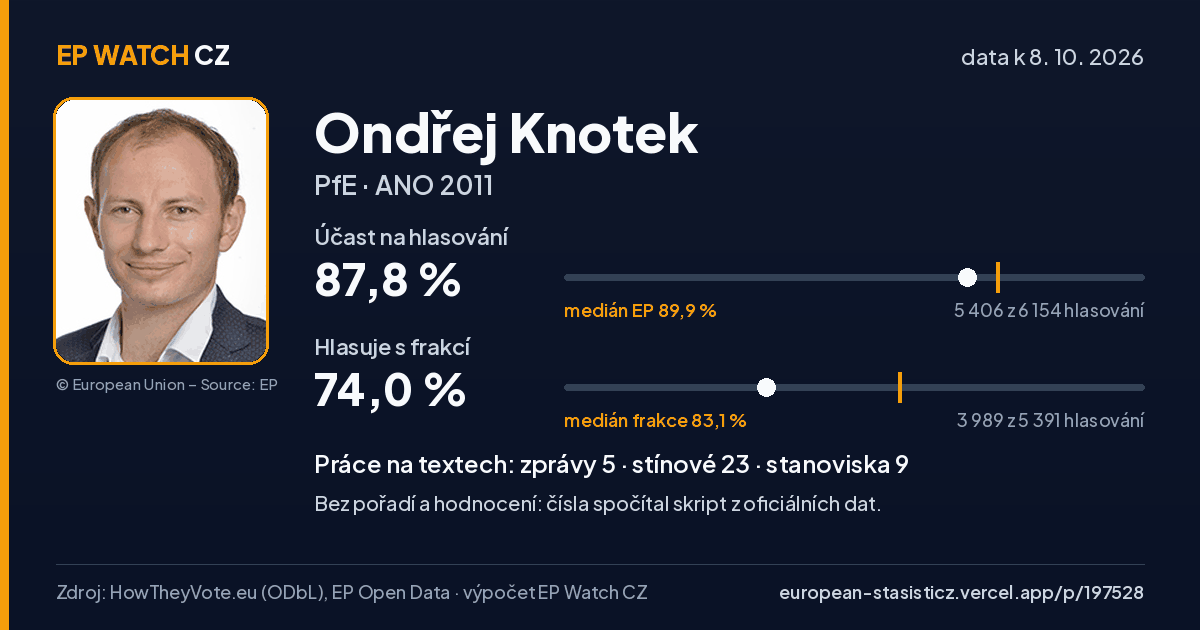 EP WATCH CZ
data k 8. 10. 2026
Ondřej Knotek
PfE · ANO 2011
Účast na hlasování
87,8 %
medián EP 89,9 %
5 406 z 6 154 hlasování
Hlasuje s frakcí
74,0 %
medián frakce 83,1 %
3 989 z 5 391 hlasování
© European Union – Source: EP
Práce na textech: zprávy 5 · stínové 23 · stanoviska 9
Bez pořadí a hodnocení: čísla spočítal skript z oficiálních dat.
Zdroj: HowTheyVote.eu (ODbL), EP Open Data · výpočet EP Watch CZ
european-stasisticz.vercel.app/p/197528